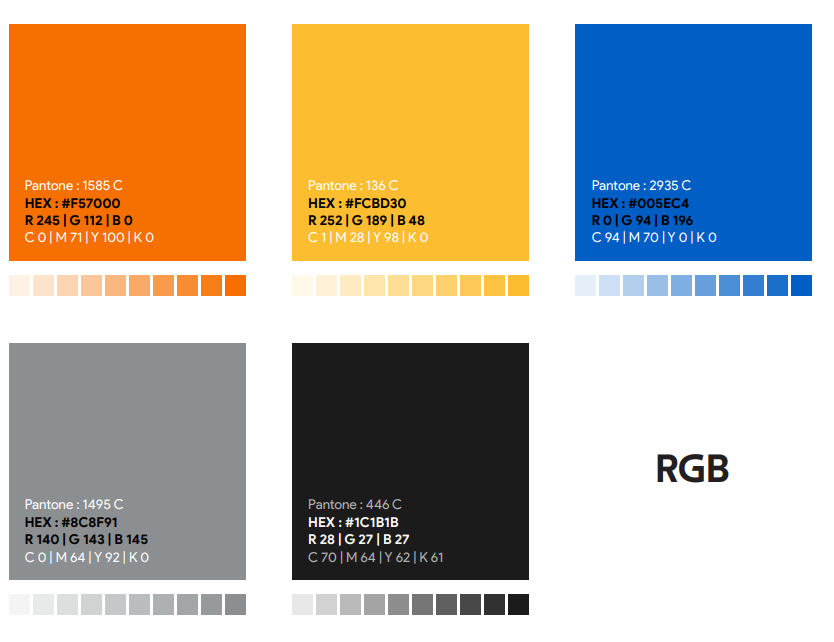 Pantone : 1585 C
HEX : #F57000
R 245 | G 112 | B 0
C 0 | M 71 | Y 100 | K 0
Pantone : 136 C
HEX : #FCBD30
R 252 | G 189 | B 48
C 1 | M 28 | Y 98 | K 0
Pantone : 2935 C
HEX : #005EC4
R 0 | G 94 | B 196
C 94 | M 70 | Y 0 | K 0
Pantone : 1495 C
HEX : #8C8F91
R 140 | G 143 | B 145
C 0 | M 64 | Y 92 | K 0
Pantone : 446 C
HEX : #1C1B1B
R 28 | G 27 | B 27
C 70 | M 64 | Y 62 | K 61
RGB